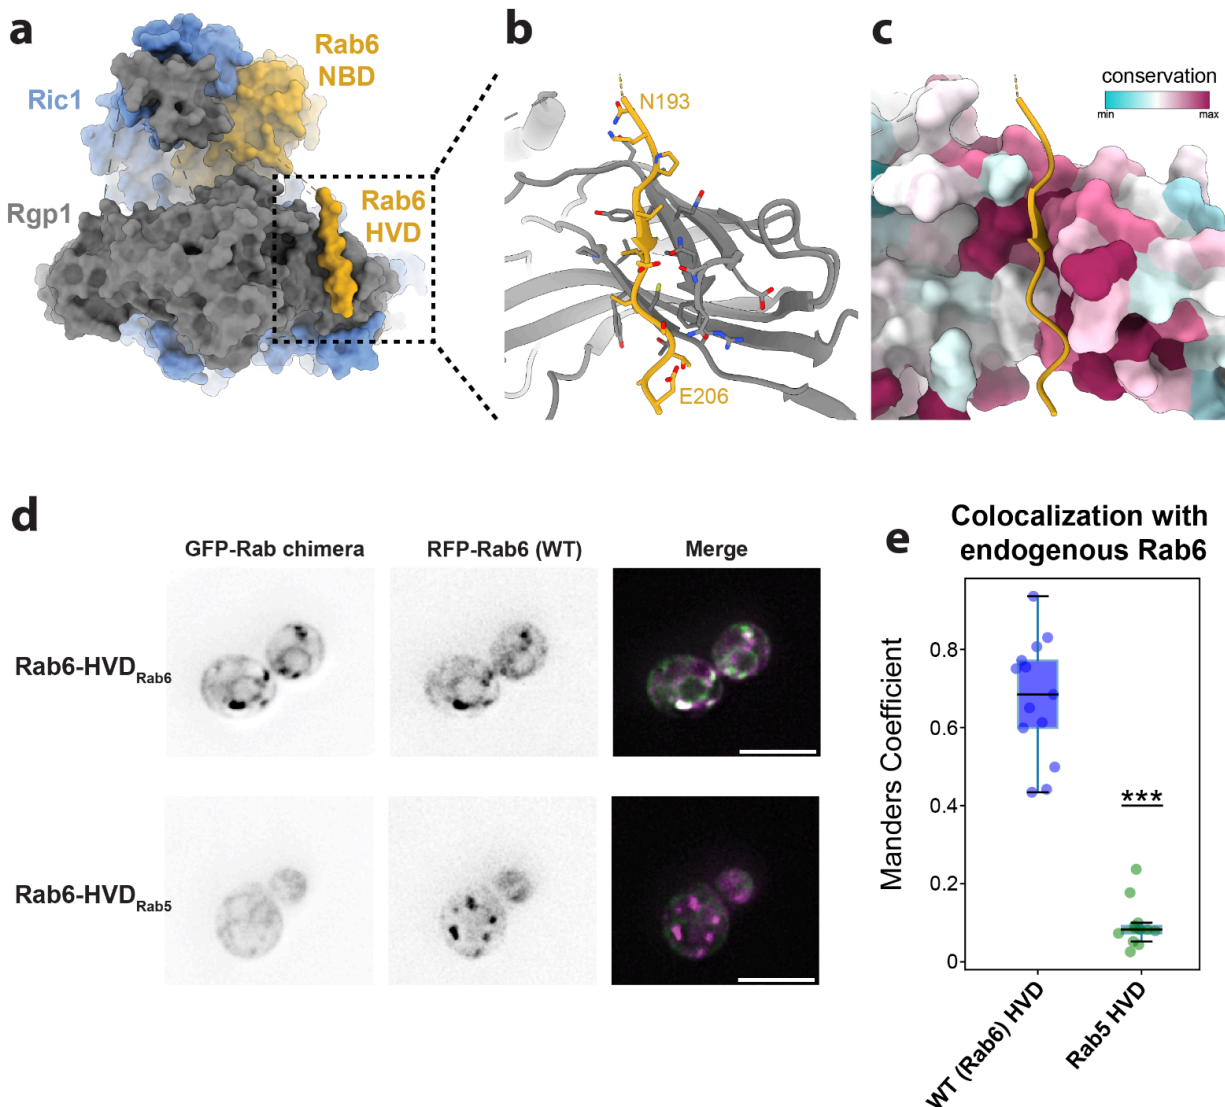 a
Ric1
Rab6
NBD
Rgp1
Rab6
HVD
b
N193
E206
c
conservation
min
max
d
GFP-Rab chimera
RFP-Rab6 (WT)
Merge
Rab6-HVDRab6
Rab6-HVDRab5
e
Colocalization with
endogenous Rab6
Manders Coefficient
0.8
0.6
0.4
0.2
0
***
WT (Rab6) HVD
Rab5 HVD